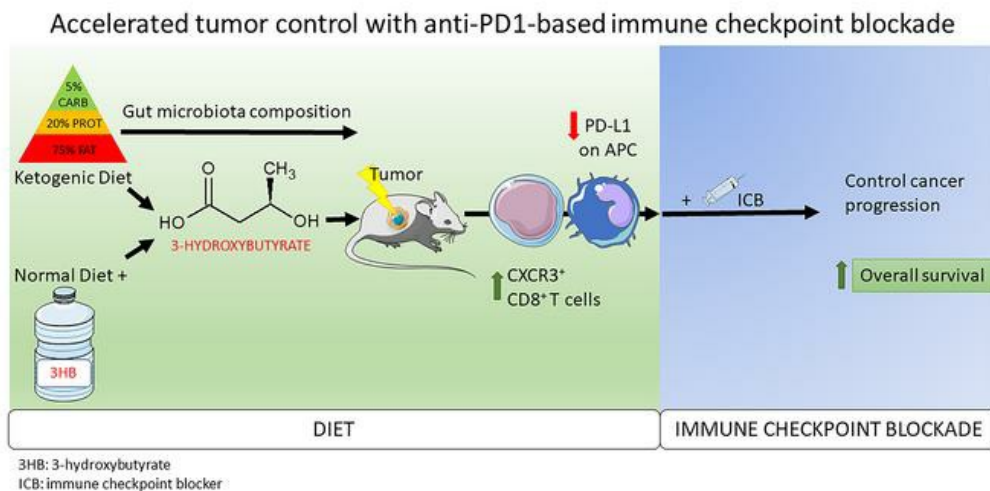 Accelerated tumor control with anti-PD1-based immune checkpoint blockade
5%
CARB
20% PROT
75% FAT
Ketogenic Diet
Gut microbiota composition
O
CH₃
HO
OH
3-HYDROXYBUTYRATE
Normal Diet +
3HB
Tumor
PD-L1
on APC
CXCR3⁺
CD8⁺ T cells
+ ICB
Control cancer
progression
Overall survival
DIET
IMMUNE CHECKPOINT BLOCKADE
3HB: 3-hydroxybutyrate
ICB: immune checkpoint blocker